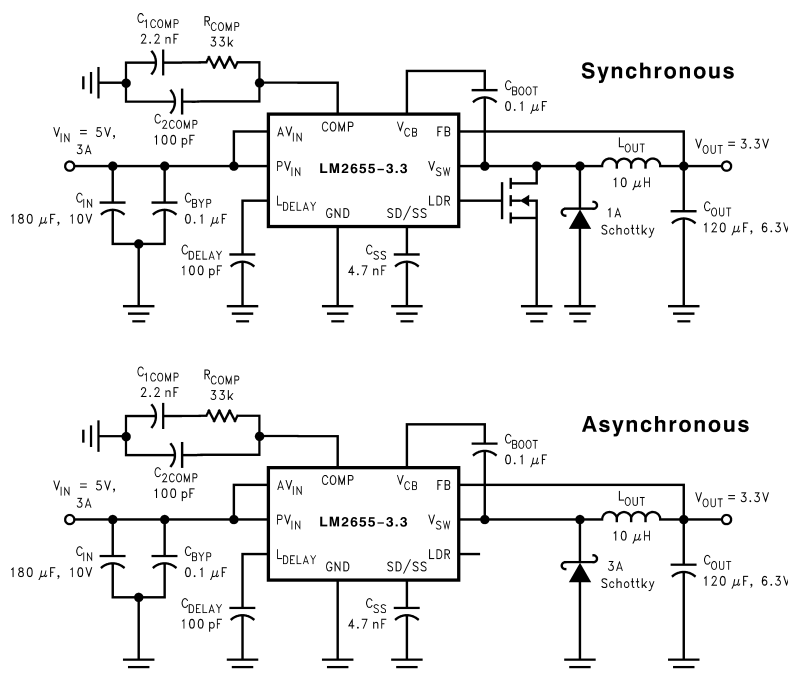 C1COMP
2.2 nF
RCOMP
33k
C2COMP
100 pF
Synchronous
CBOOT
0.1 μF
VIN = 5V,
3A
AVIN
COMP
VCB
FB
PVIN
LM2655-3.3
VSW
LDELAY
GND
SD/SS
LDR
LOUT
10 μH
VOUT = 3.3V
CIN
180 μF, 10V
CBYP
0.1 μF
CDELAY
100 pF
CSS
4.7 nF
1A
Schottky
COUT
120 μF, 6.3V
C1COMP
2.2 nF
RCOMP
33k
C2COMP
100 pF
Asynchronous
CBOOT
0.1 μF
VIN = 5V,
3A
AVIN
COMP
VCB
FB
PVIN
LM2655-3.3
VSW
LDELAY
GND
SD/SS
LDR
LOUT
10 μH
VOUT = 3.3V
CIN
180 μF, 10V
CBYP
0.1 μF
CDELAY
100 pF
CSS
4.7 nF
3A
Schottky
COUT
120 μF, 6.3V